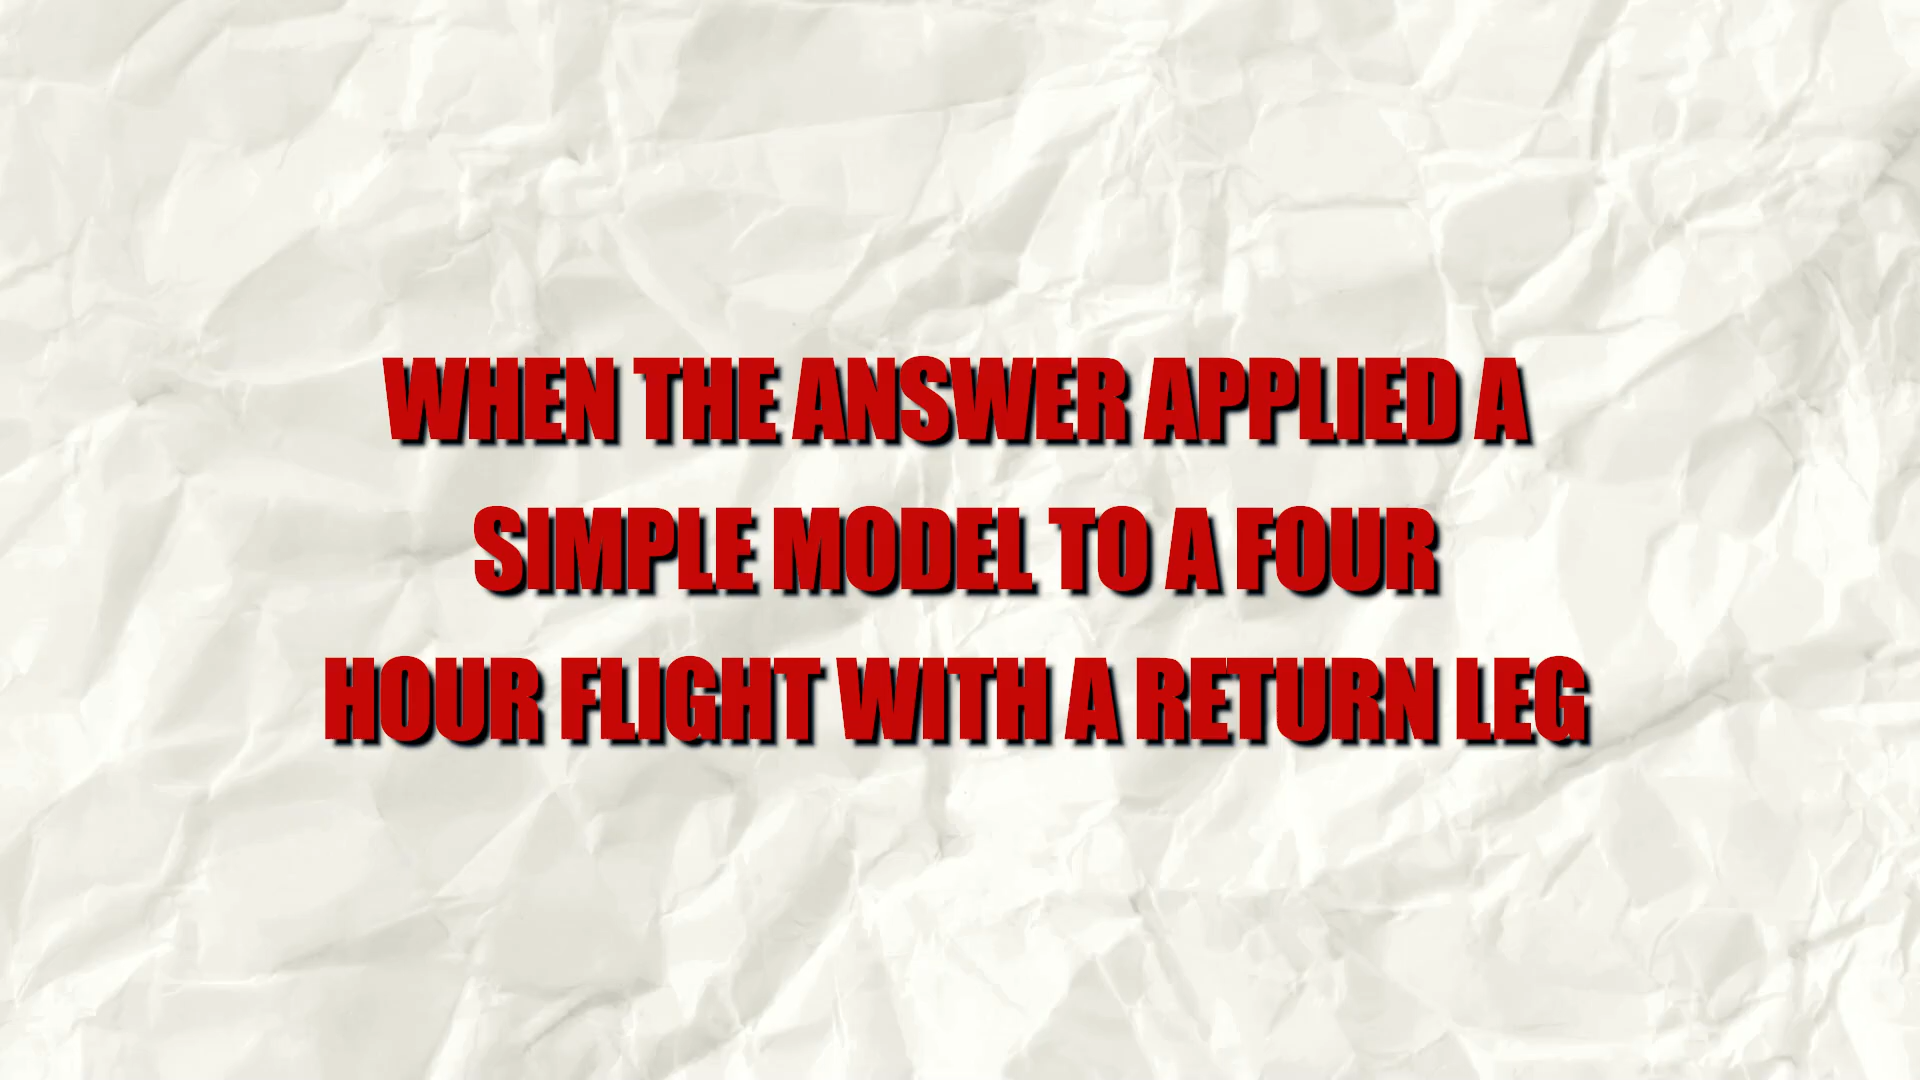 WHEN THE ANSWER APPLIED A
SIMPLE MODEL TO A FOUR
HOUR FLIGHT WITH A RETURN LEG